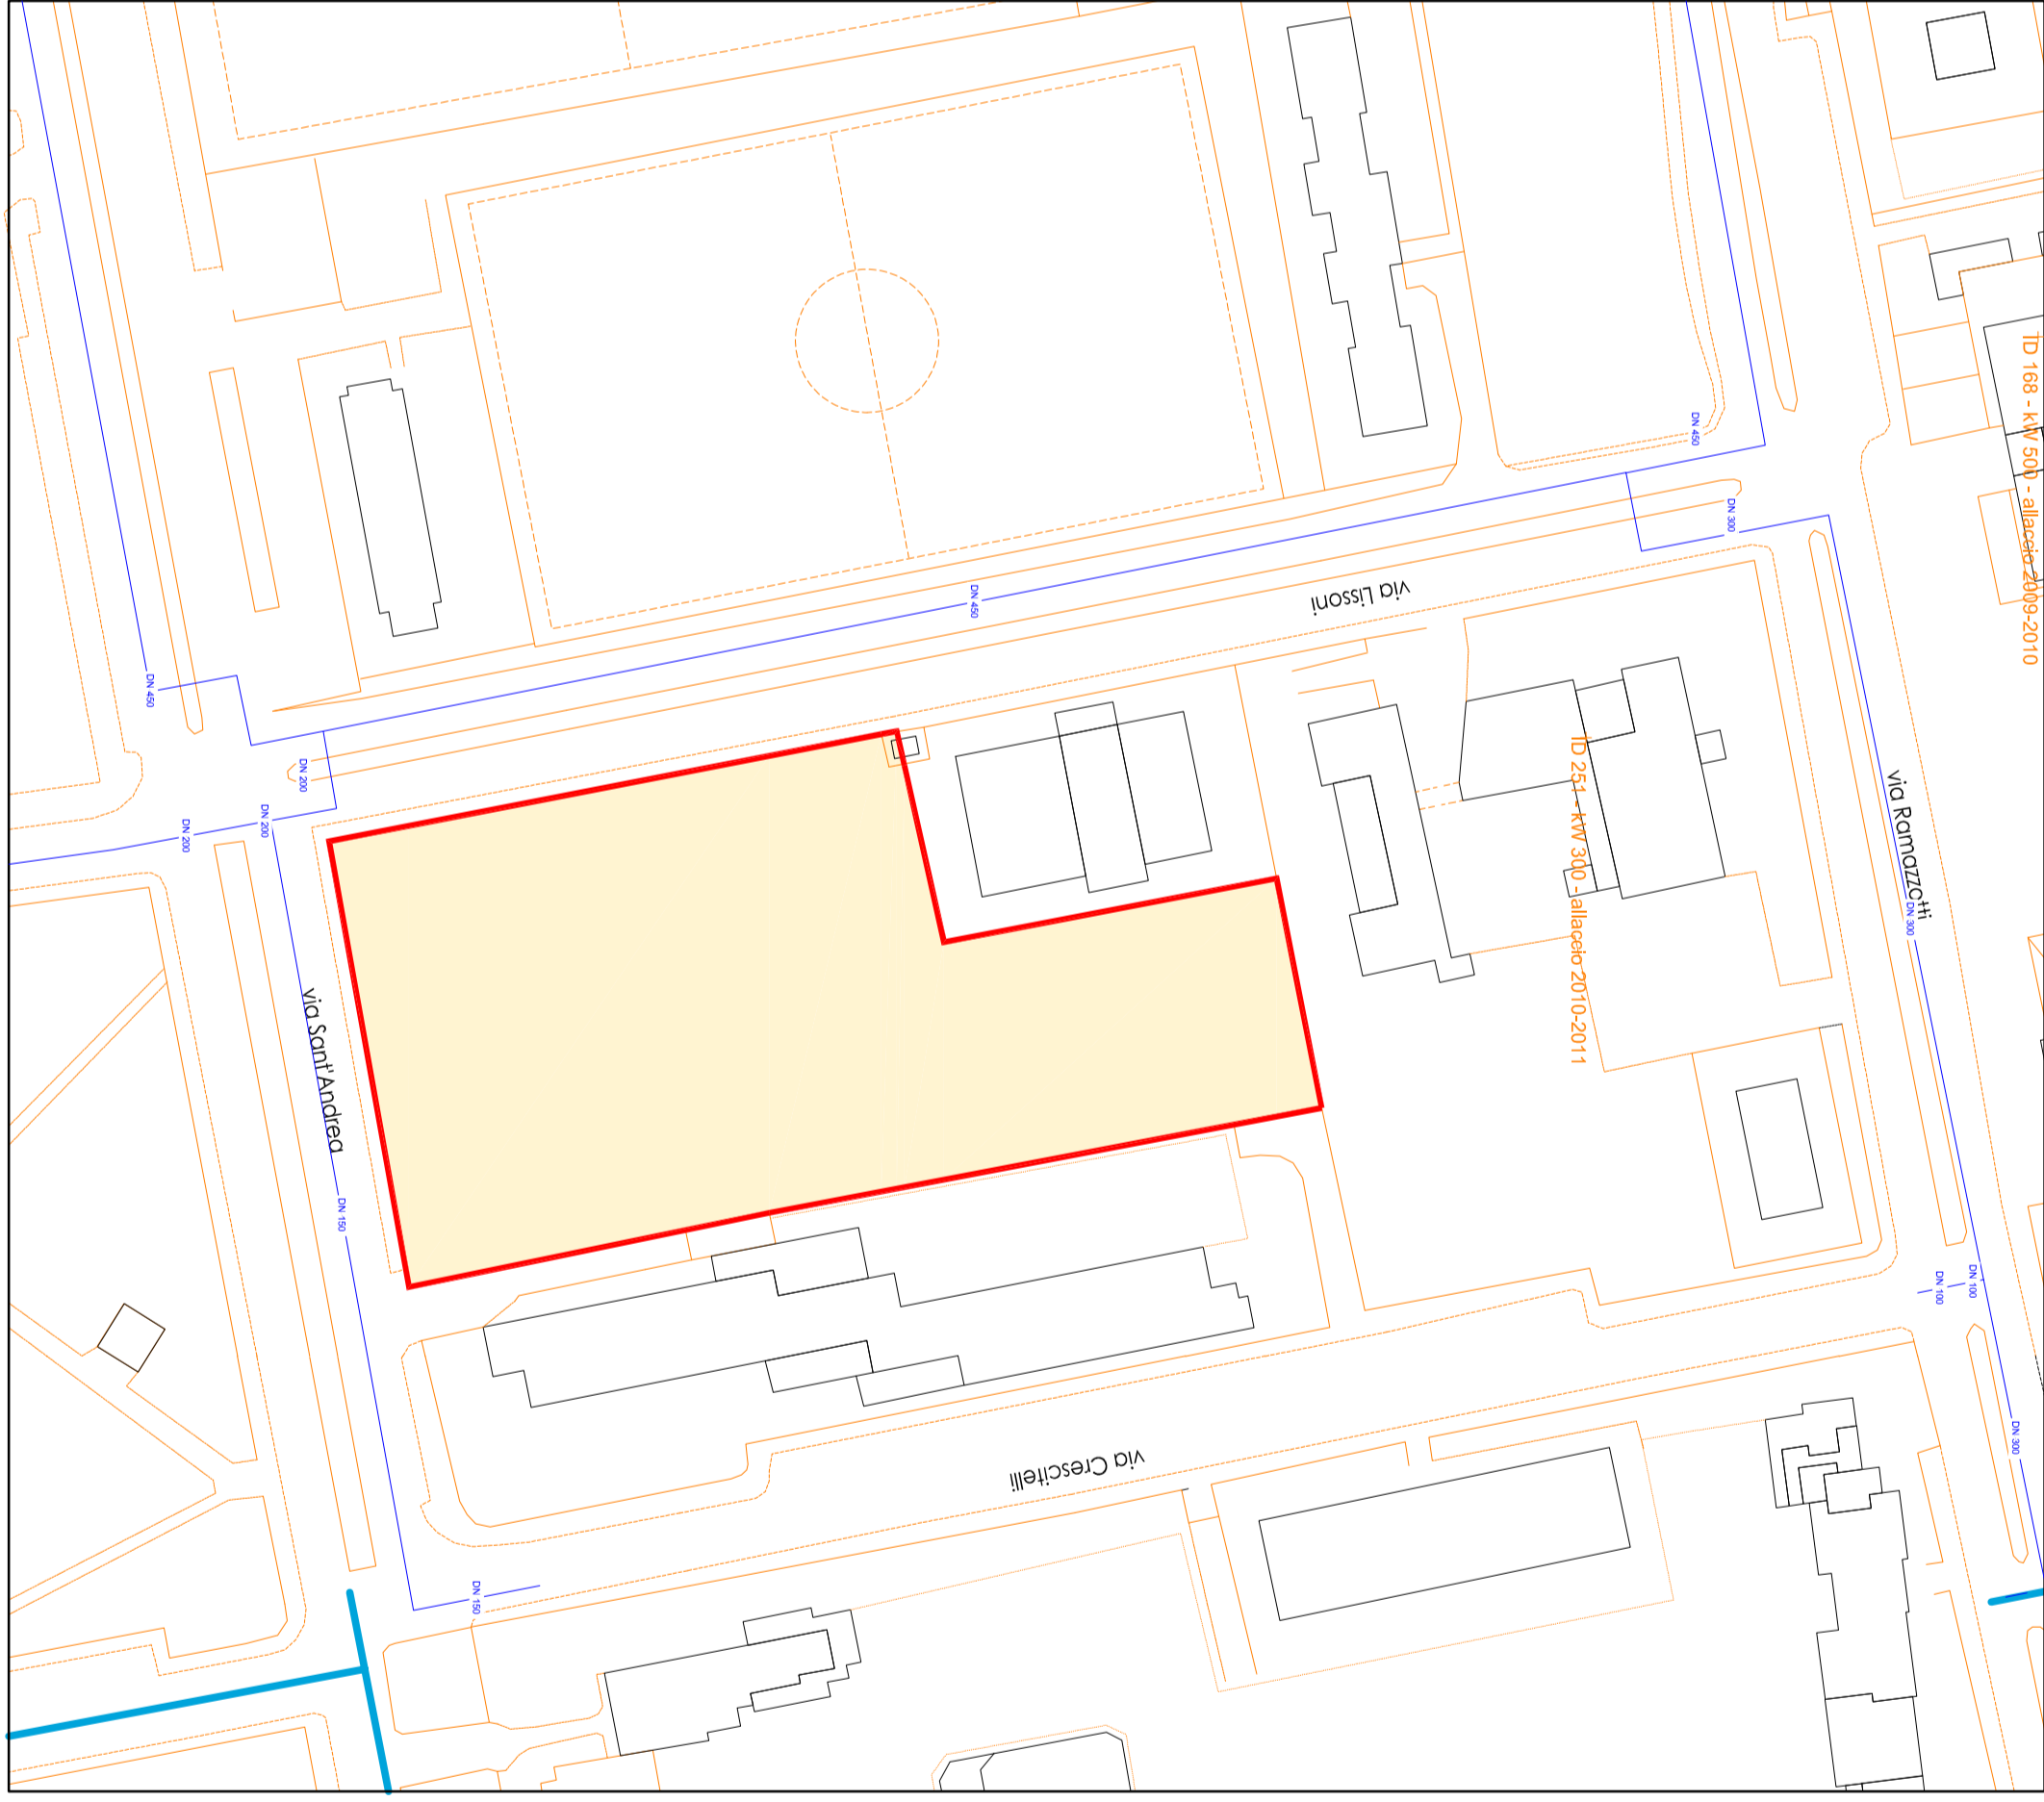 DN 450
DN 300
ID 168 - kW 500 - allaccio 2009-2010
DN 450
via Lissoni
DN 450
DN 200
DN 200
DN 200
ID 251 - kW 300 - allaccio 2010-2011
via Ramazzotti
DN 300
via Sant'Andrea
DN 150
DN 100
DN 100
DN 300
via Crescitelli
DN 150